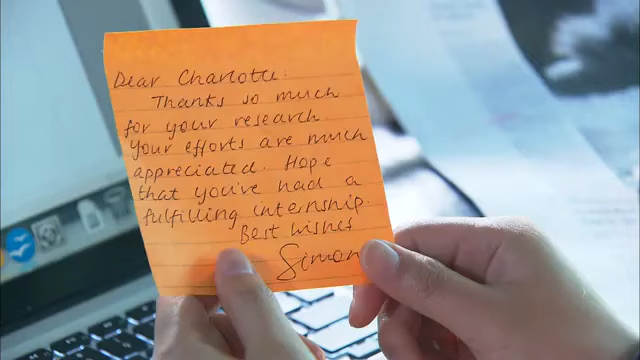 Dear Charlotte:
Thanks so much
for your research.
Your efforts are much
appreciated. Hope
that you've had a
fulfilling internship.
Best wishes
Simon